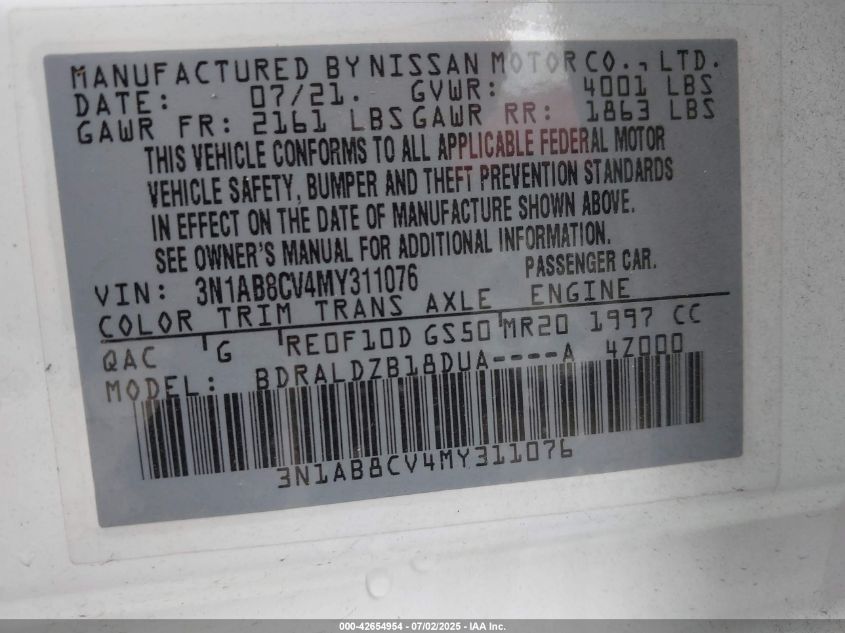 MANUFACTURED BY NISSAN MOTOR CO., LTD.
DATE: 07/21. GVWR: 4001 LBS
GAWR FR: 2161 LBS GAWR RR: 1863 LBS
THIS VEHICLE CONFORMS TO ALL APPLICABLE FEDERAL MOTOR
VEHICLE SAFETY, BUMPER AND THEFT PREVENTION STANDARDS
IN EFFECT ON THE DATE OF MANUFACTURE SHOWN ABOVE.
SEE OWNER'S MANUAL FOR ADDITIONAL INFORMATION.
VIN: 3N1AB8CV4MY311076 PASSENGER CAR.
COLOR TRIM TRANS AXLE ENGINE
QAC G RE0F10D GS50 MR20 1997 CC
MODEL: BDRALDZB18DUA----A 4Z000
3N1AB8CV4MY311076
000-42654954 - 07/02/2025 - IAA Inc.